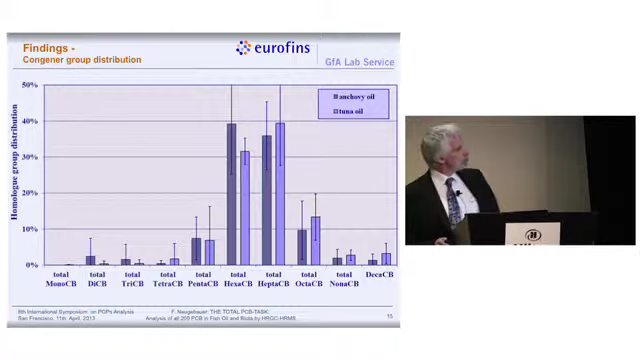 Findings -
Congener group distribution
eurofins
GfA Lab Service
Homologue group distribution
50%
40%
30%
20%
10%
0%
anchovy oil
tuna oil
total MonoCB
total DiCB
total TriCB
total TetraCB
total PentaCB
total HexaCB
total HeptaCB
total OctaCB
total NonaCB
DecaCB
8th International Symposium on POPs Analysis
San Francisco, 11th April, 2013
F. Neugebauer: THE TOTAL-PCB-TASK:
Analysis of all 209 PCB in Fish Oil and Biota by HRGC-HRMS.
15